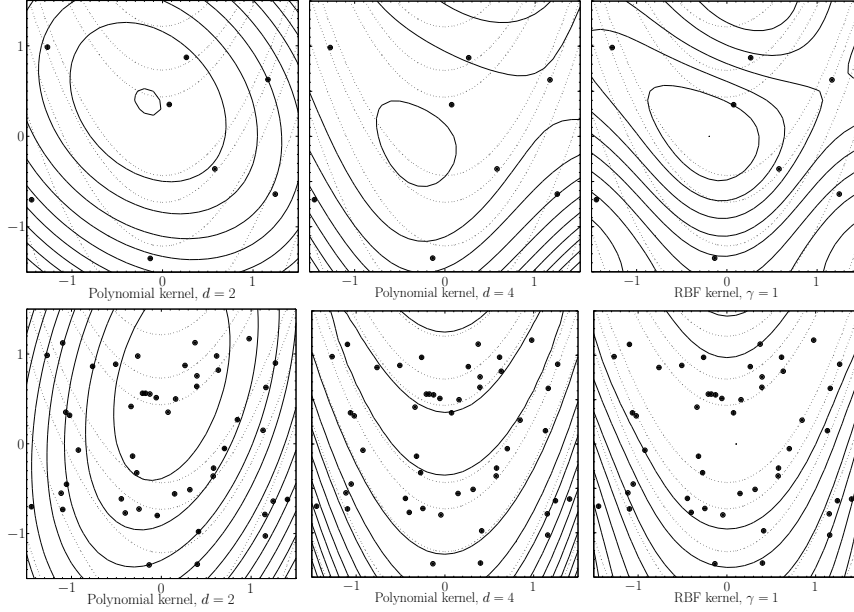 1
0
−1
−1 0 1
−1 0 1
−1 0 1
Polynomial kernel, d = 2
Polynomial kernel, d = 4
RBF kernel, γ = 1
1
0
−1
−1 0 1
−1 0 1
−1 0 1
Polynomial kernel, d = 2
Polynomial kernel, d = 4
RBF kernel, γ = 1